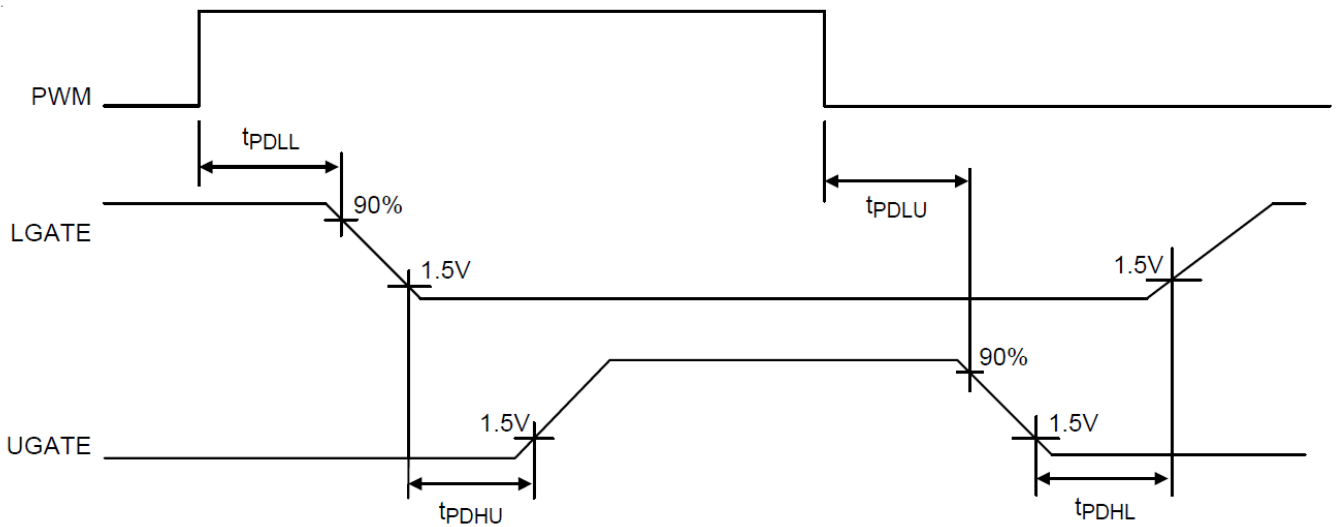 PWM
tPDLL
tPDLU
90%
LGATE
1.5V
1.5V
90%
1.5V
1.5V
UGATE
tPDHU
tPDHL